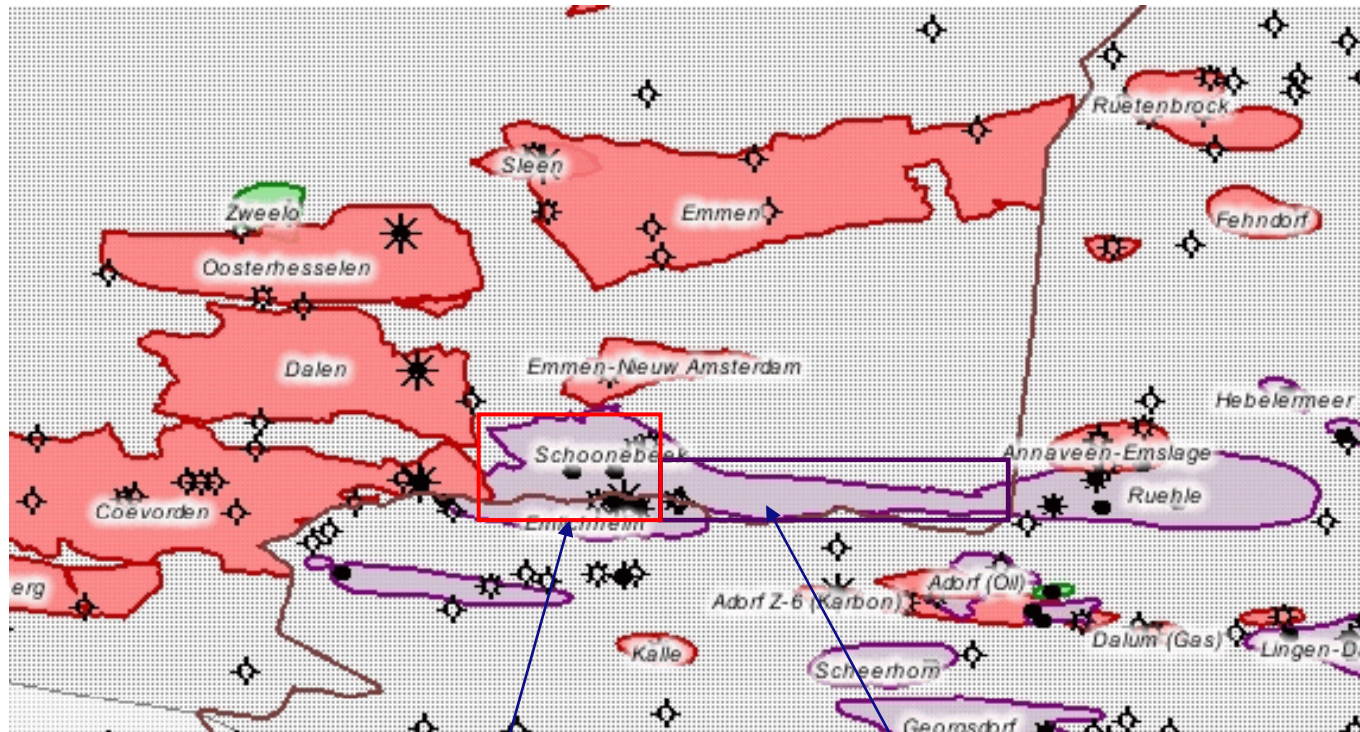 Ruetenbrock
Sleen
Zweelo
Emmen
Fehndorf
Oosterhesselen
Dalen
Emmen-Nieuw Amsterdam
Hebelermeer
Schoonebeek
Annaveen-Emslage
Ruehle
Coevorden
Emlichheim
erg
Adorf (Oil)
Adorf Z-6 (Karbon)
Dalum (Gas)
Kalle
Lingen-D
Scheerhorn
Georgsdorf